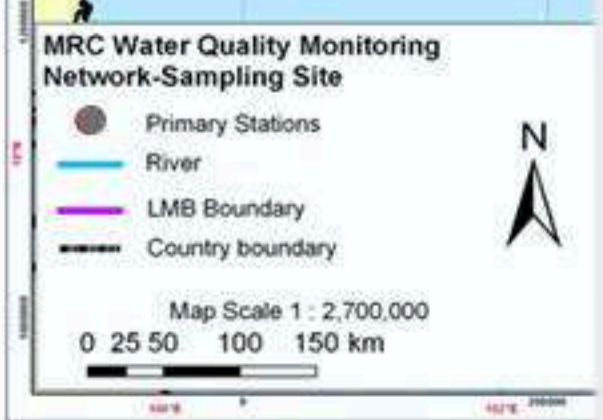 MRC Water Quality Monitoring
Network-Sampling Site
Primary Stations
River
LMB Boundary
Country boundary
N
Map Scale 1 : 2,700,000
0 25 50 100 150 km
0